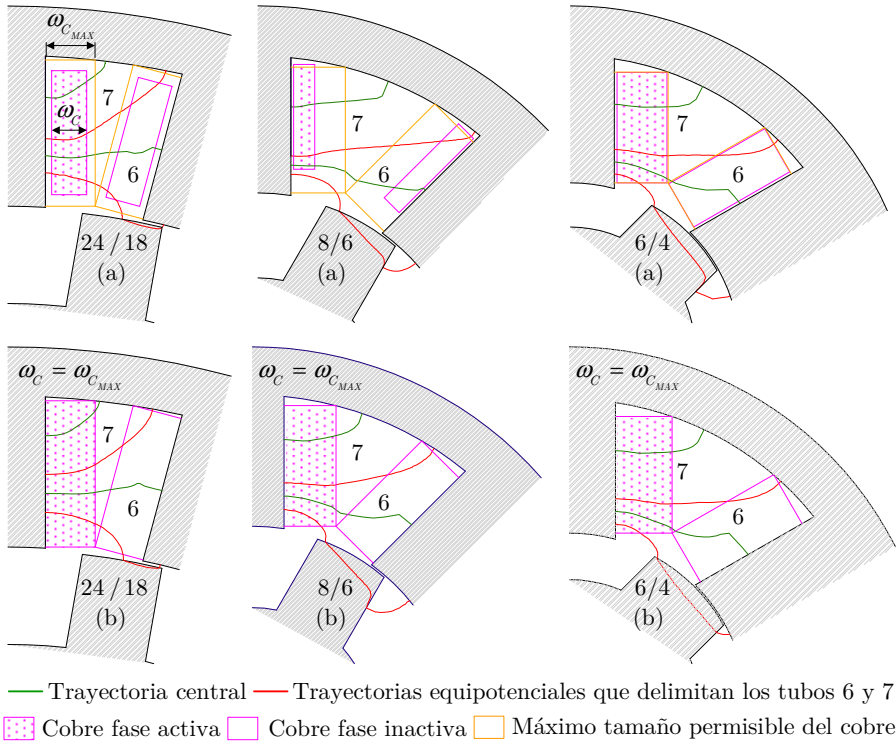 ω_{C_{MAX}}
7
ω_C
6
24 / 18
(a)
7
6
8/6
(a)
7
6
6/4
(a)
ω_C = ω_{C_{MAX}}
7
6
24 / 18
(b)
ω_C = ω_{C_{MAX}}
7
6
8/6
(b)
ω_C = ω_{C_{MAX}}
7
6
6/4
(b)
Trayectoria central Trayectorias equipotenciales que delimitan los tubos 6 y 7
Cobre fase activa Cobre fase inactiva Máximo tamaño permisible del cobre